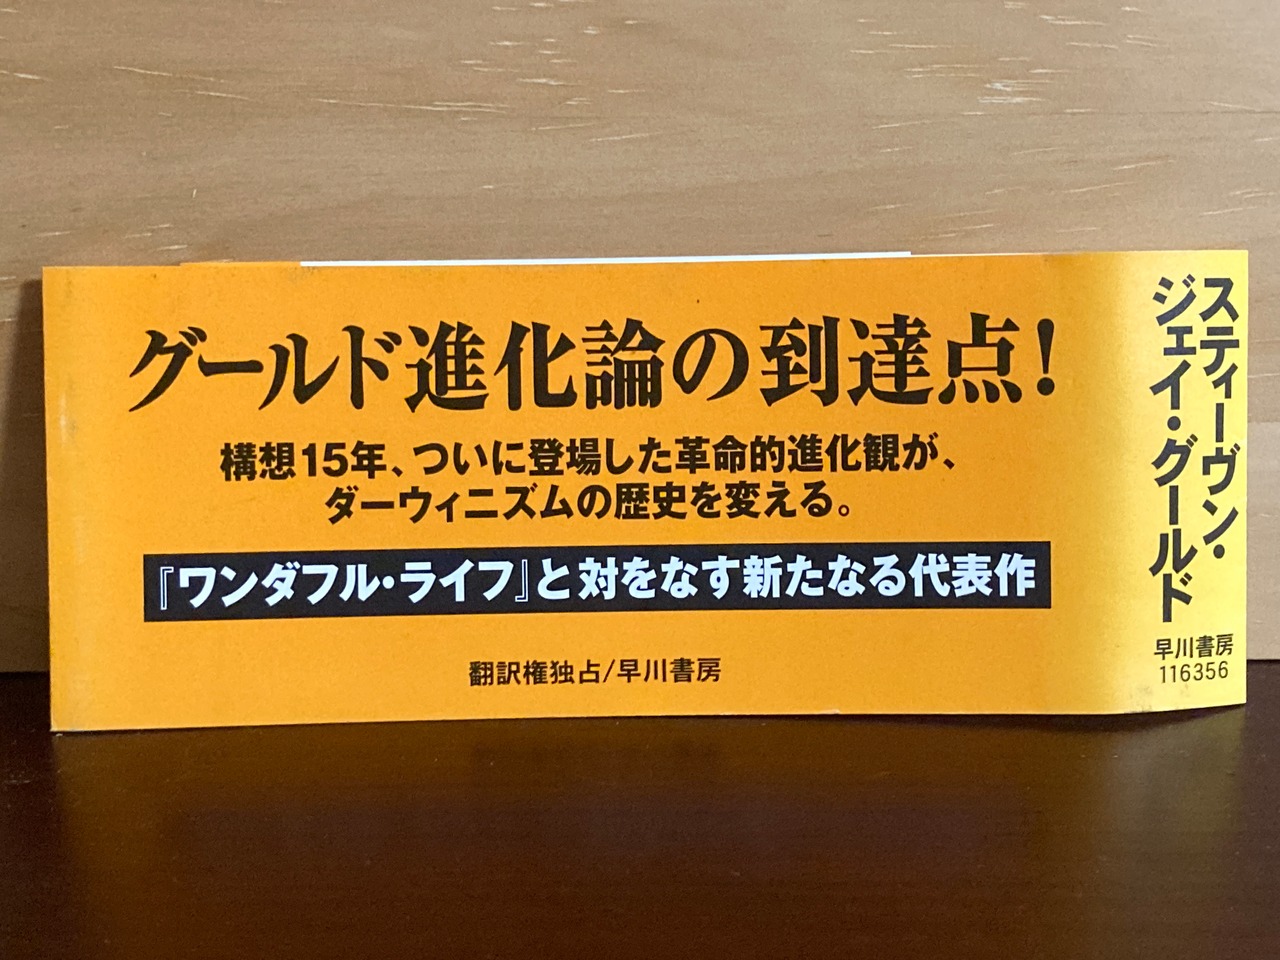 グールド進化論の到達点!
構想15年、ついに登場した革命的進化観が、
ダーウィニズムの歴史を変える。
『ワンダフル・ライフ』と対をなす新たなる代表作
翻訳権独占/早川書房
スティーヴン・
ジェイ・グールド
早川書房
116356